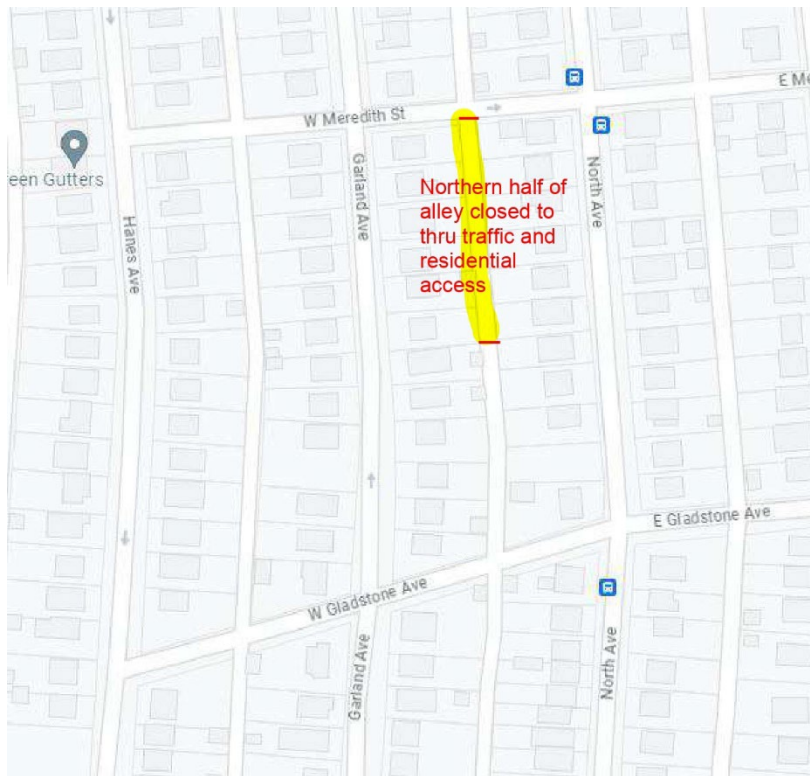 E Me
W Meredith St
een Gutters
Garland Ave
North Ave
Hanes Ave
Northern half of
alley closed to
thru traffic and
residential
access
E Gladstone Ave
W Gladstone Ave
Garland Ave
North Ave